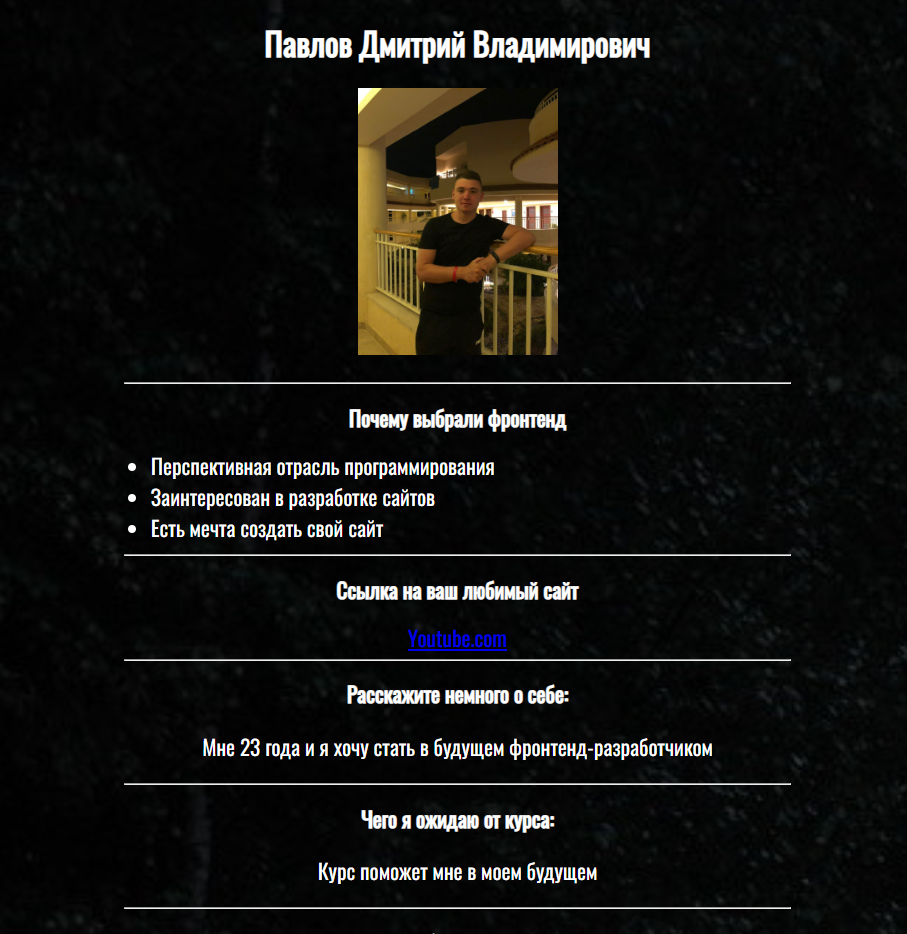 Павлов Дмитрий Владимирович
Почему выбрали фронтенд
Перспективная отрасль программирования
Заинтересован в разработке сайтов
Есть мечта создать свой сайт
Ссылка на ваш любимый сайт
Youtube.com
Расскажите немного о себе:
Мне 23 года и я хочу стать в будущем фронтенд-разработчиком
Чего я ожидаю от курса:
Курс поможет мне в моем будущем